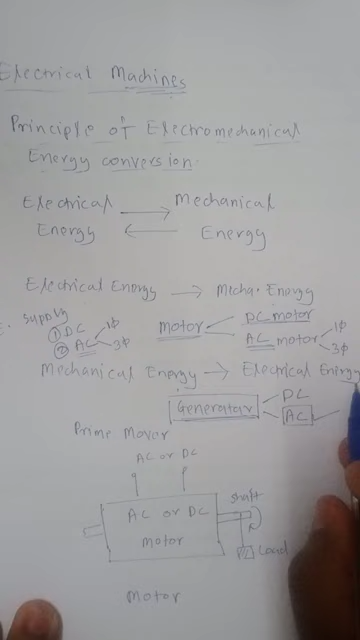 Electrical Machines
Principle of Electromechanical
Energy conversion.
Electrical Energy → Mechanical Energy
←
Electrical Energy → Mecha. Energy
E. Supply
① DC
② AC 1Φ
3Φ
Motor DC motor
AC motor 1Φ
3Φ
Mechanical Energy → Electrical Energy
Generatar DC
AC
Prime Mover
AC or DC
AC or DC
Motor
Shaft
Load
Motor